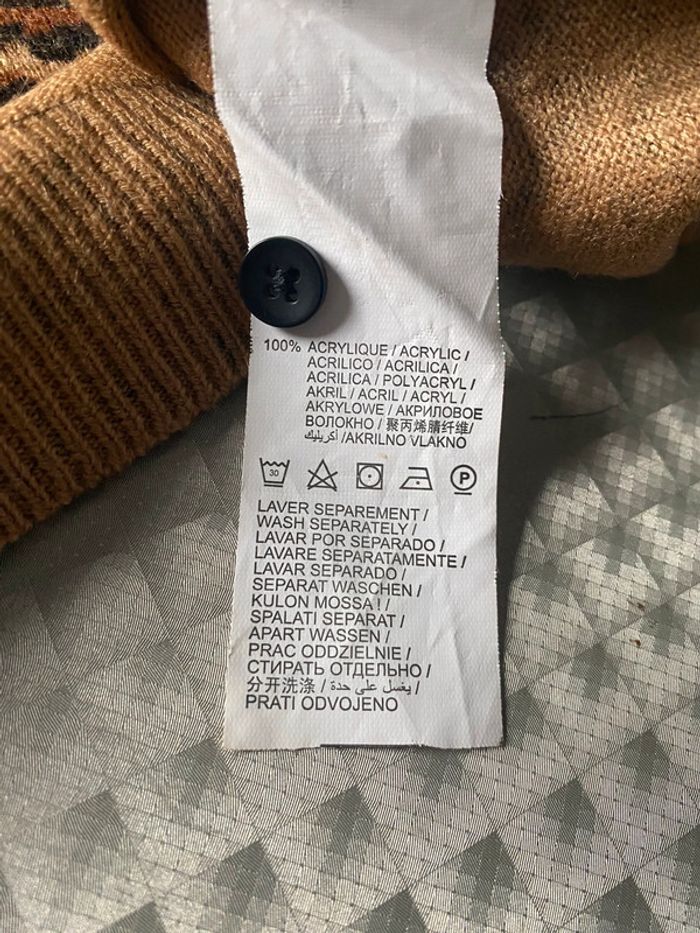 100% ACRYLIQUE / ACRYLIC /
ACRILICO / ACRILICA /
ACRILICA / POLYACRYL /
AKRIL / ACRIL / ACRYL /
AKRYLOWE / АКРИЛОВОЕ
ВОЛОКНО / 聚丙烯腈纤维/
أكريليك /AKRILNO VLAKNO
30
P
LAVER SEPAREMENT /
WASH SEPARATELY /
LAVAR POR SEPARADO /
LAVARE SEPARATAMENTE /
LAVAR SEPARADO /
SEPARAT WASCHEN /
KULON MOSSA ! /
SPALATI SEPARAT /
APART WASSEN /
PRAC ODDZIELNIE /
СТИРАТЬ ОТДЕЛЬНО /
分开洗涤 / يغسل على حدة /
PRATI ODVOJENO